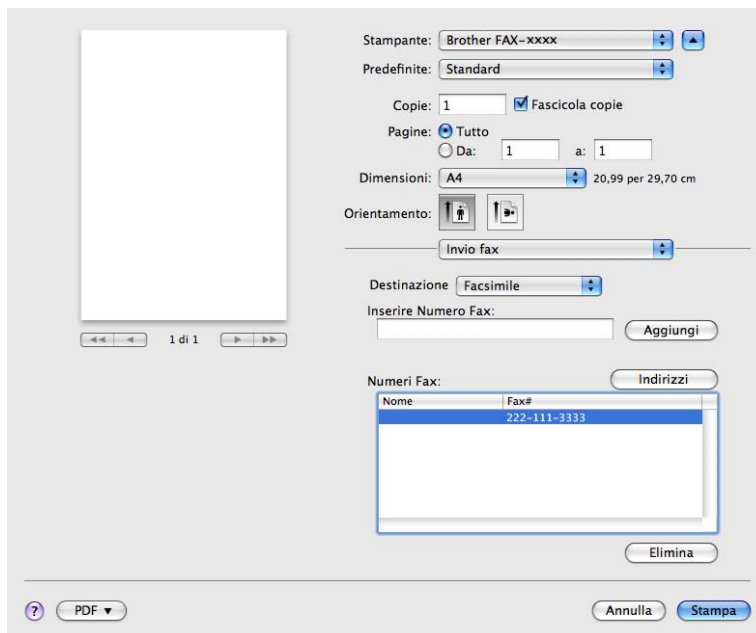 Stampante: Brother FAX-xxxx
Predefinite: Standard
Copie: 1 Fascicola copie
Pagine: Tutto
Da: 1 a: 1
Dimensioni: A4 20,99 per 29,70 cm
Orientamento:
Invio fax
Destinazione Facsimile
Inserire Numero Fax:
Aggiungi
1 di 1
Numeri Fax: Indirizzi
Nome Fax#
222-111-3333
Elimina
? PDF Annulla Stampa